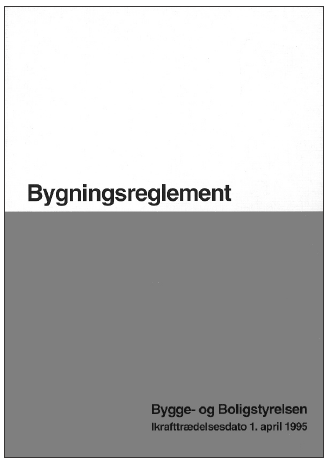 Bygningsreglement
Bygge- og Boligstyrelsen
Ikrafttrædelsesdato 1. april 1995